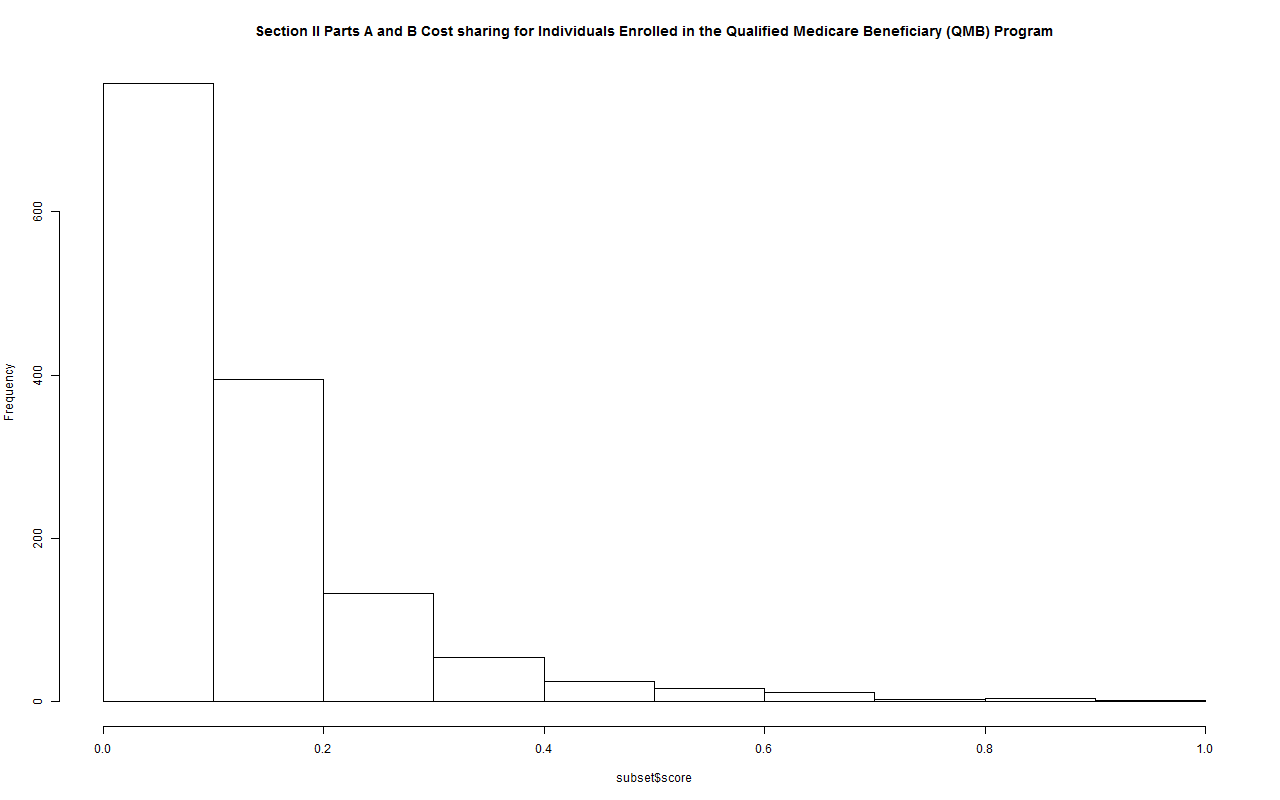 Section II Parts A and B Cost sharing for Individuals Enrolled in the Qualified Medicare Beneficiary (QMB) Program
Frequency
600
400
200
0
0.0 0.2 0.4 0.6 0.8 1.0
subset$score